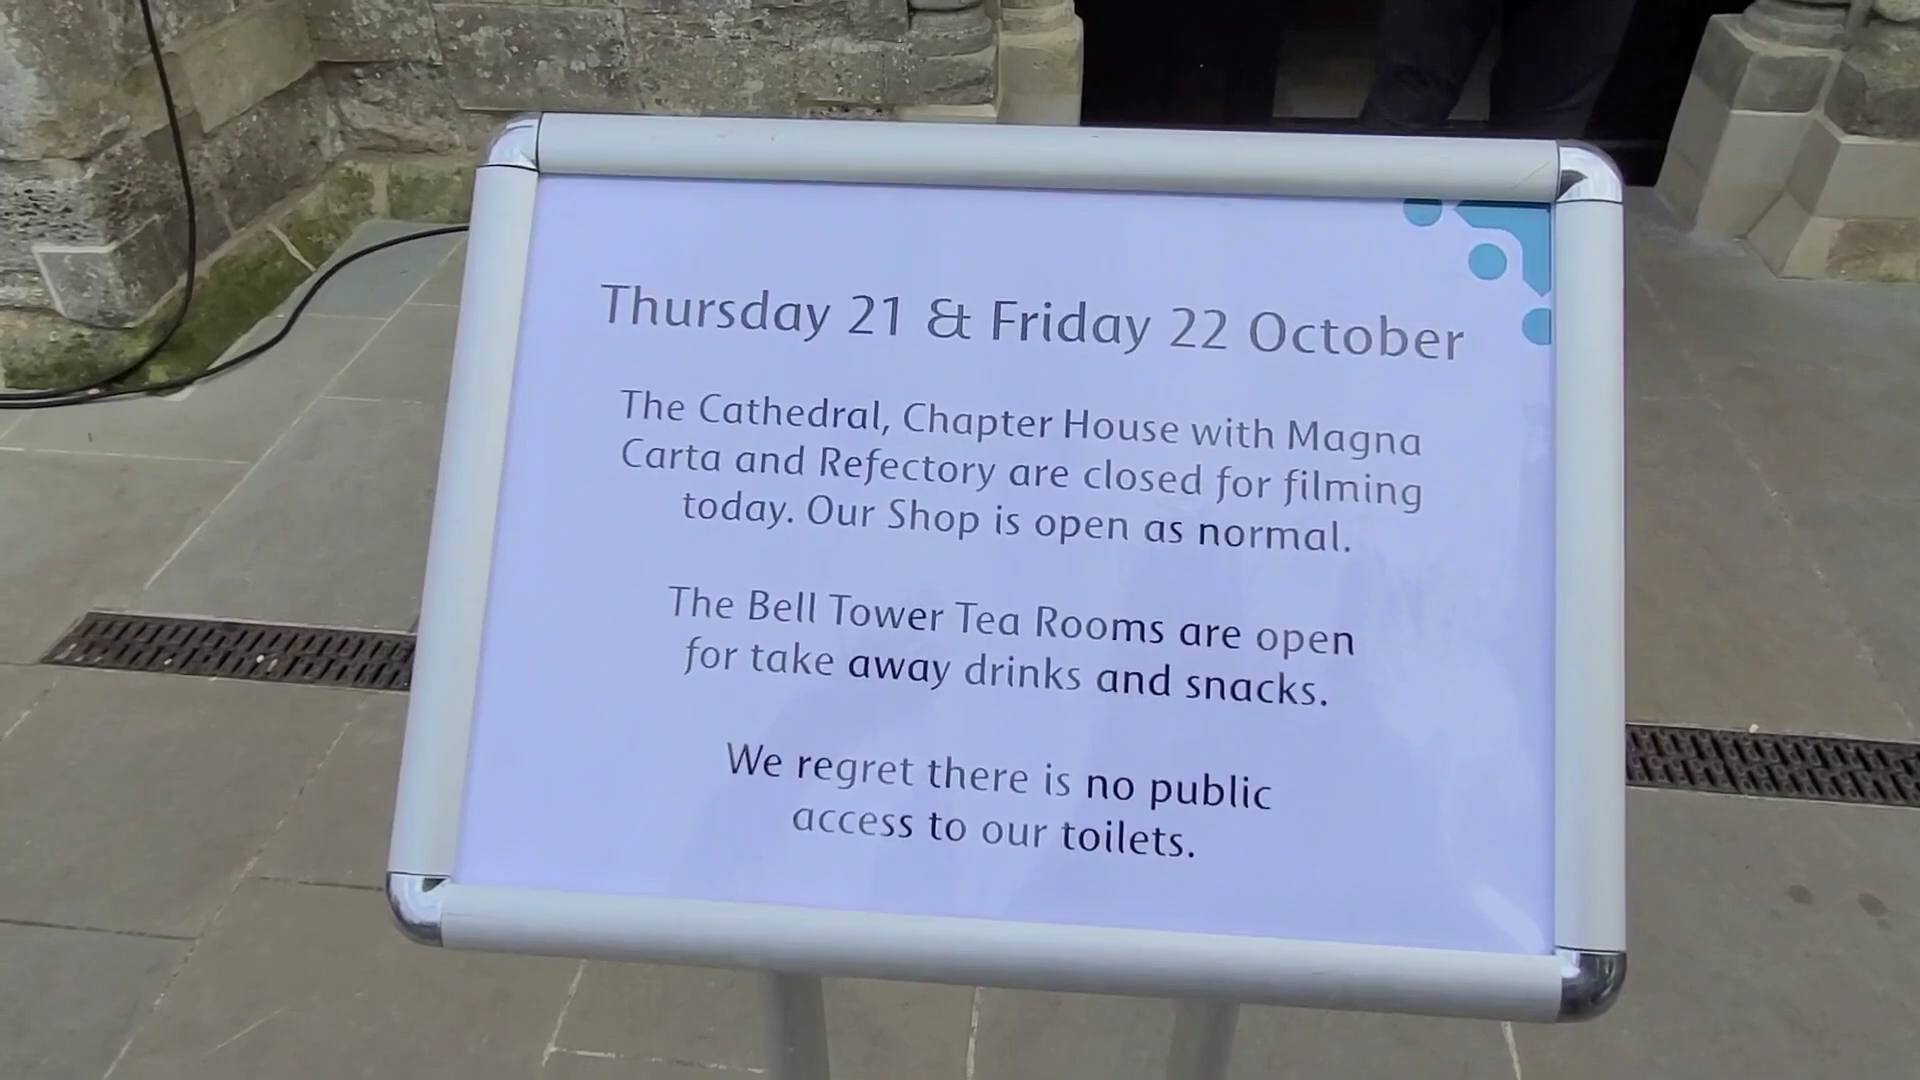 Thursday 21 & Friday 22 October
The Cathedral, Chapter House with Magna
Carta and Refectory are closed for filming
today. Our Shop is open as normal.
The Bell Tower Tea Rooms are open
for take away drinks and snacks.
We regret there is no public
access to our toilets.